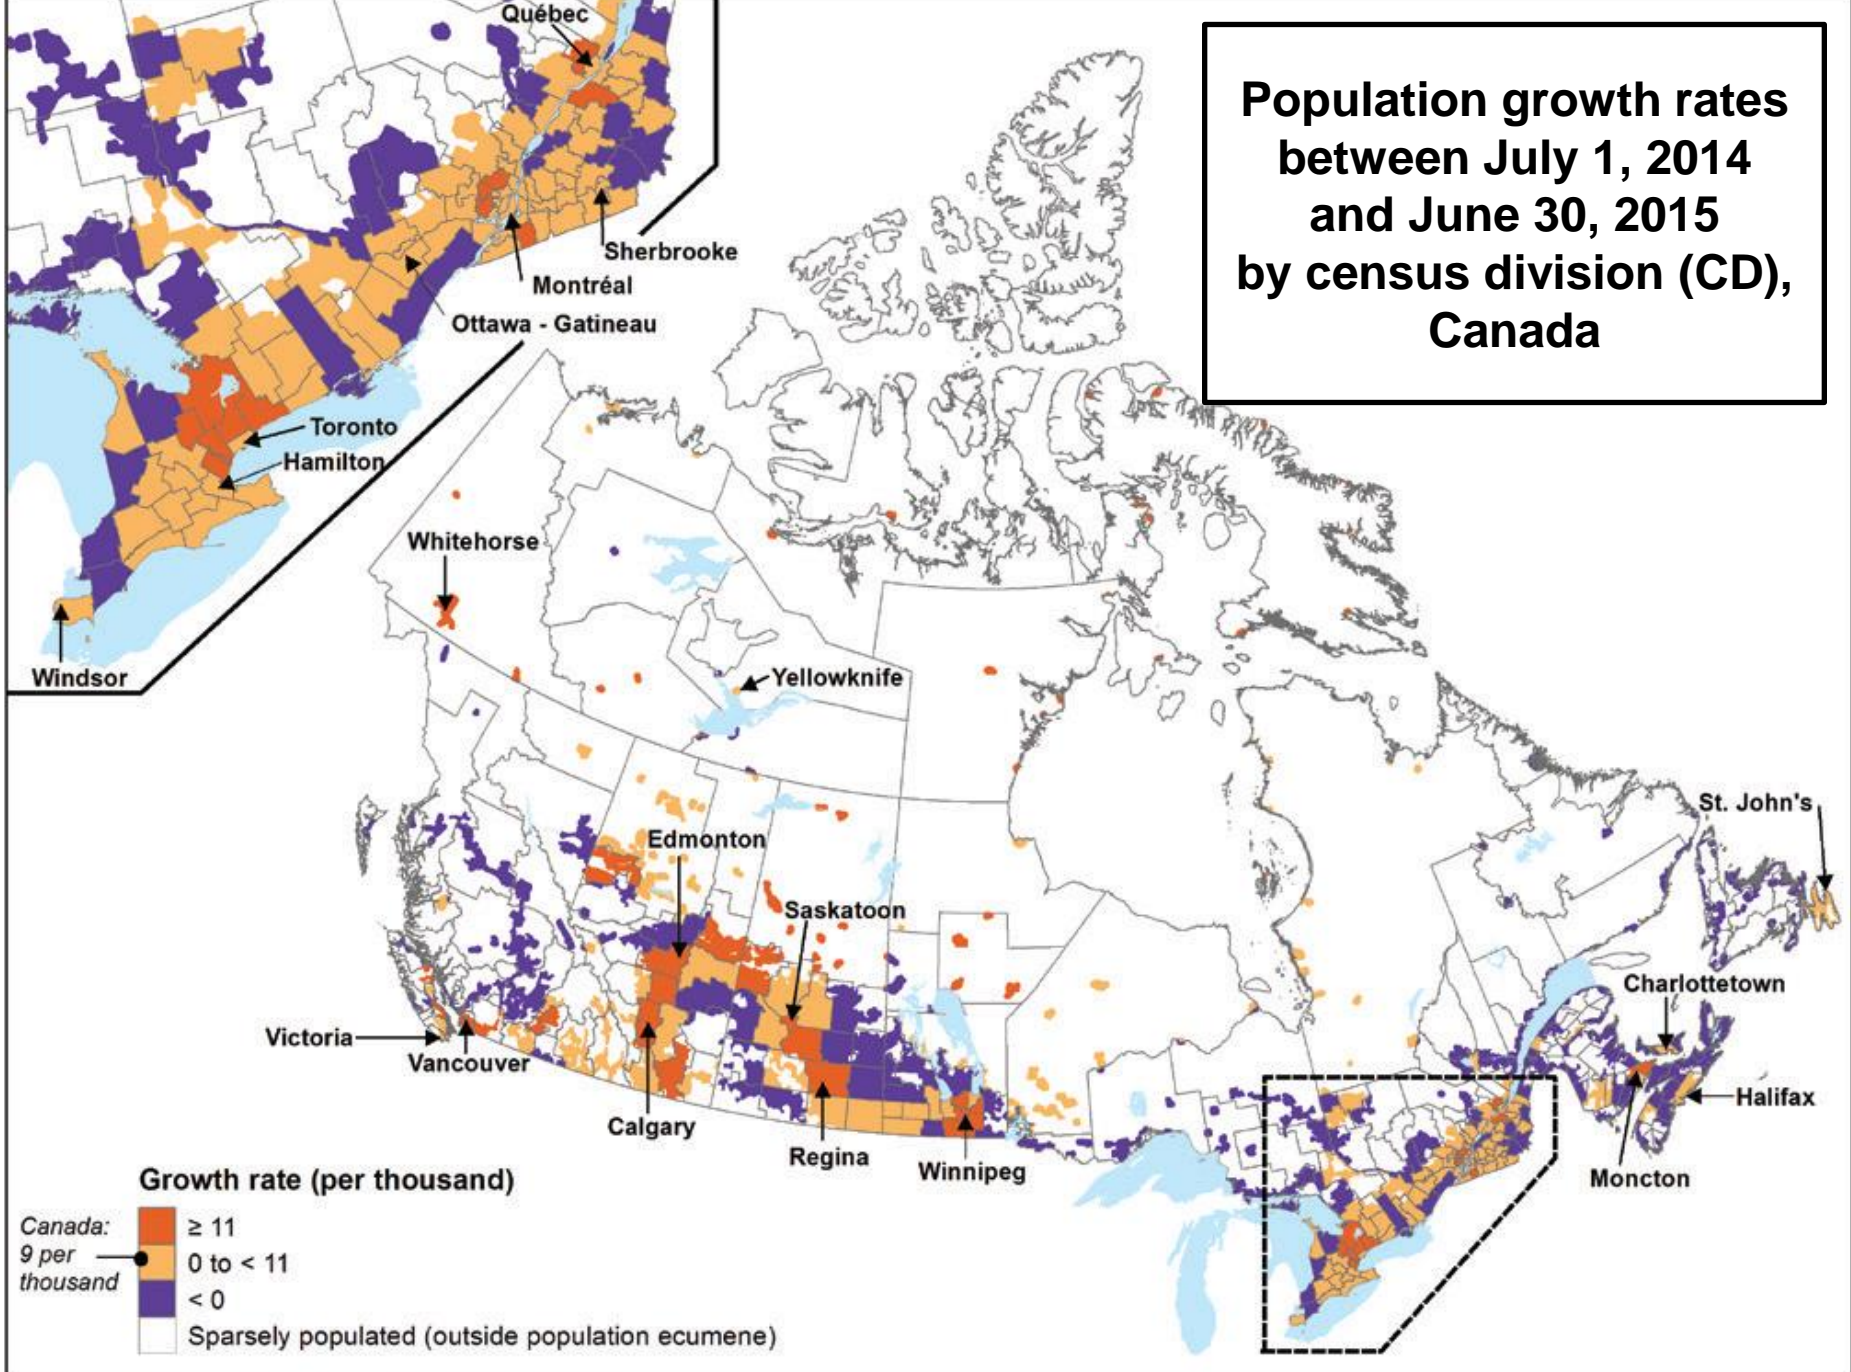 Québec
Sherbrooke
Montréal
Ottawa - Gatineau
Toronto
Hamilton
Windsor
Population growth rates
between July 1, 2014
and June 30, 2015
by census division (CD),
Canada
Whitehorse
Yellowknife
Edmonton
Saskatoon
St. John's
Charlottetown
Victoria
Vancouver
Calgary
Regina
Winnipeg
Halifax
Moncton
Growth rate (per thousand)
Canada:
9 per
thousand
≥ 11
0 to < 11
< 0
Sparsely populated (outside population ecumene)